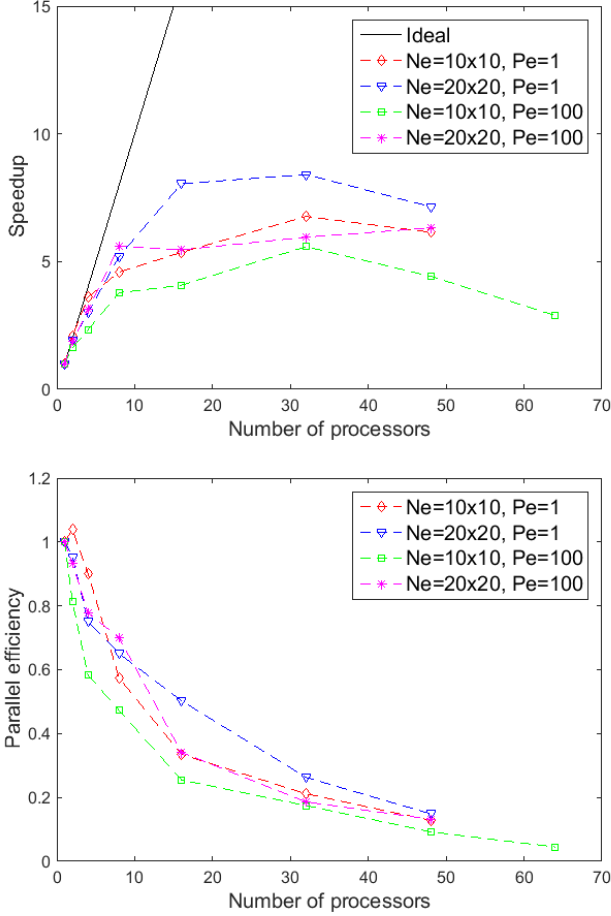 15
10
5
0
Speedup
Ideal
Ne=10x10, Pe=1
Ne=20x20, Pe=1
Ne=10x10, Pe=100
Ne=20x20, Pe=100
0 10 20 30 40 50 60 70
Number of processors
1.2
1
0.8
0.6
0.4
0.2
0
Parallel efficiency
Ne=10x10, Pe=1
Ne=20x20, Pe=1
Ne=10x10, Pe=100
Ne=20x20, Pe=100
0 10 20 30 40 50 60 70
Number of processors